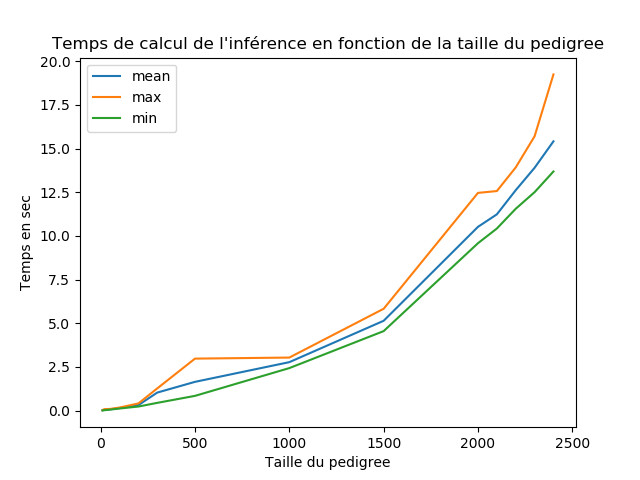 Temps de calcul de l'inférence en fonction de la taille du pedigree
20.0
17.5
15.0
12.5
10.0
7.5
5.0
2.5
0.0
Temps en sec
mean
max
min
0 500 1000 1500 2000 2500
Taille du pedigree